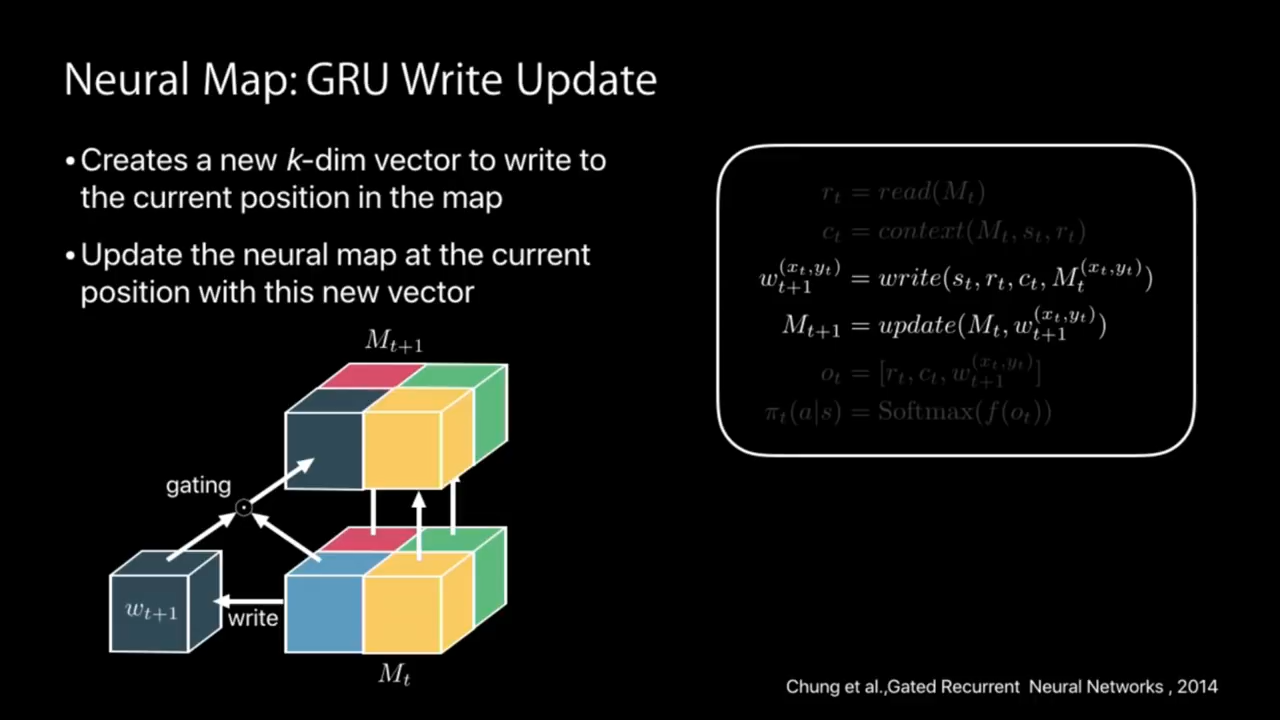 Neural Map: GRU Write Update
•Creates a new k-dim vector to write to
the current position in the map
•Update the neural map at the current
position with this new vector
r_t = read(M_t)
c_t = context(M_t, s_t, r_t)
w_{t+1}^{(x_t,y_t)} = write(s_t, r_t, c_t, M_t^{(x_t,y_t)})
M_{t+1} = update(M_t, w_{t+1}^{(x_t,y_t)})
o_t = [r_t, c_t, w_{t+1}^{(x_t,y_t)}]
π_t(a|s) = Softmax(f(o_t))
M_{t+1}
gating
w_{t+1}
write
M_t
Chung et al.,Gated Recurrent Neural Networks , 2014